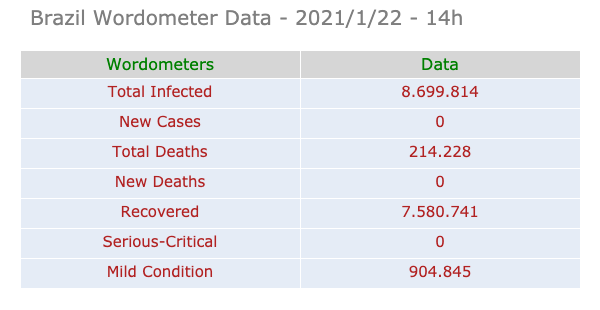 Brazil Wordometer Data - 2021/1/22 - 14h
Wordometers Data
Total Infected 8.699.814
New Cases 0
Total Deaths 214.228
New Deaths 0
Recovered 7.580.741
Serious-Critical 0
Mild Condition 904.845